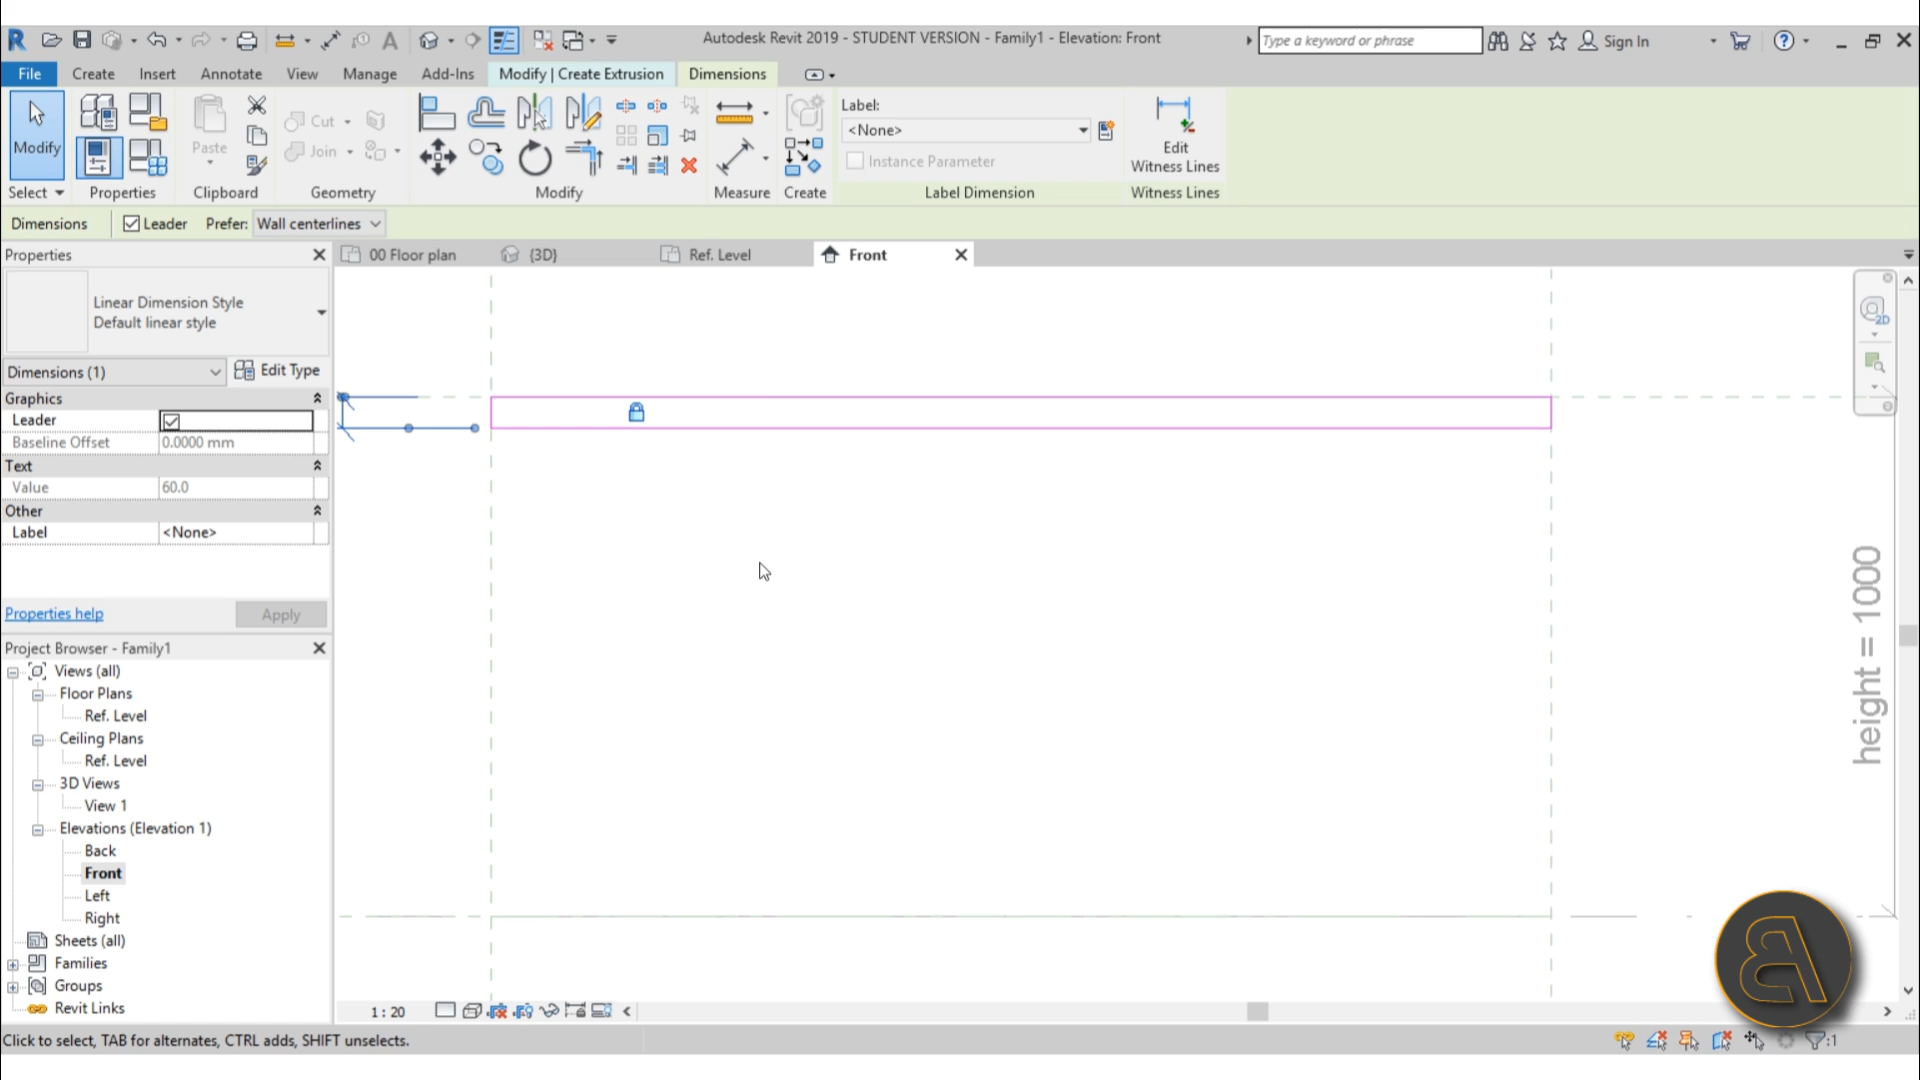 Autodesk Revit 2019 - STUDENT VERSION - Family1 - Elevation: Front
Type a keyword or phrase
Sign In
File Create Insert Annotate View Manage Add-Ins Modify | Create Extrusion Dimensions
Modify
Paste
Cut
Join
Label:
<None>
Instance Parameter
Edit
Witness Lines
Select Properties Clipboard Geometry Modify Measure Create Label Dimension Witness Lines
Dimensions Leader Prefer: Wall centerlines
Properties
00 Floor plan {3D} Ref. Level Front
2D
Linear Dimension Style
Default linear style
Dimensions (1) Edit Type
Graphics
Leader
Baseline Offset 0.0000 mm
Text
Value 60.0
Other
Label <None>
Properties help Apply
height = 1000
Project Browser - Family1
Views (all)
Floor Plans
Ref. Level
Ceiling Plans
Ref. Level
3D Views
View 1
Elevations (Elevation 1)
Back
Front
Left
Right
Sheets (all)
Families
Groups
Revit Links
1 : 20
Click to select, TAB for alternates, CTRL adds, SHIFT unselects.
:1